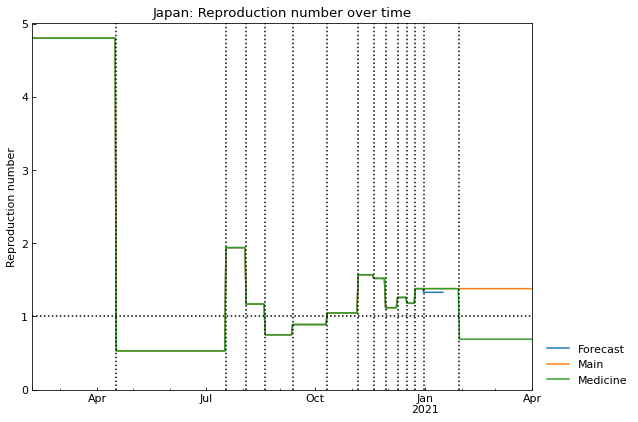 Japan: Reproduction number over time
Reproduction number
5
4
3
2
1
0
Apr
Jul
Oct
Jan
2021
Apr
Forecast
Main
Medicine